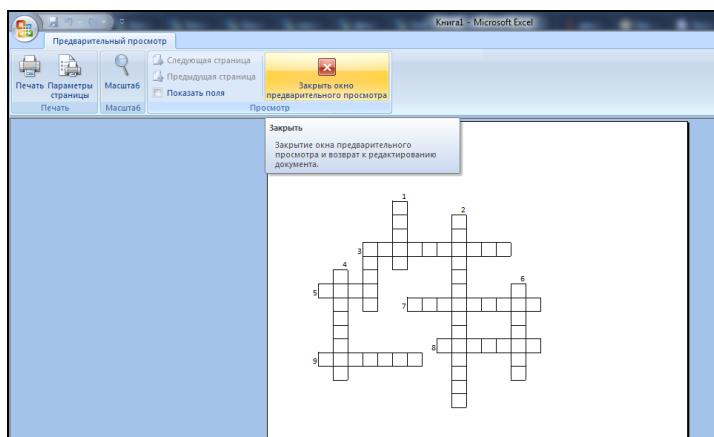 Книга1 - Microsoft Excel
Предварительный просмотр
Печать
Параметры страницы
Масштаб
Следующая страница
Предыдущая страница
Показать поля
Закрыть окно
предварительного просмотра
Печать
Масштаб
Просмотр
Закрыть
Закрытие окна предварительного
просмотра и возврат к редактированию
документа.
1
2
3
4
6
5
7
8
9